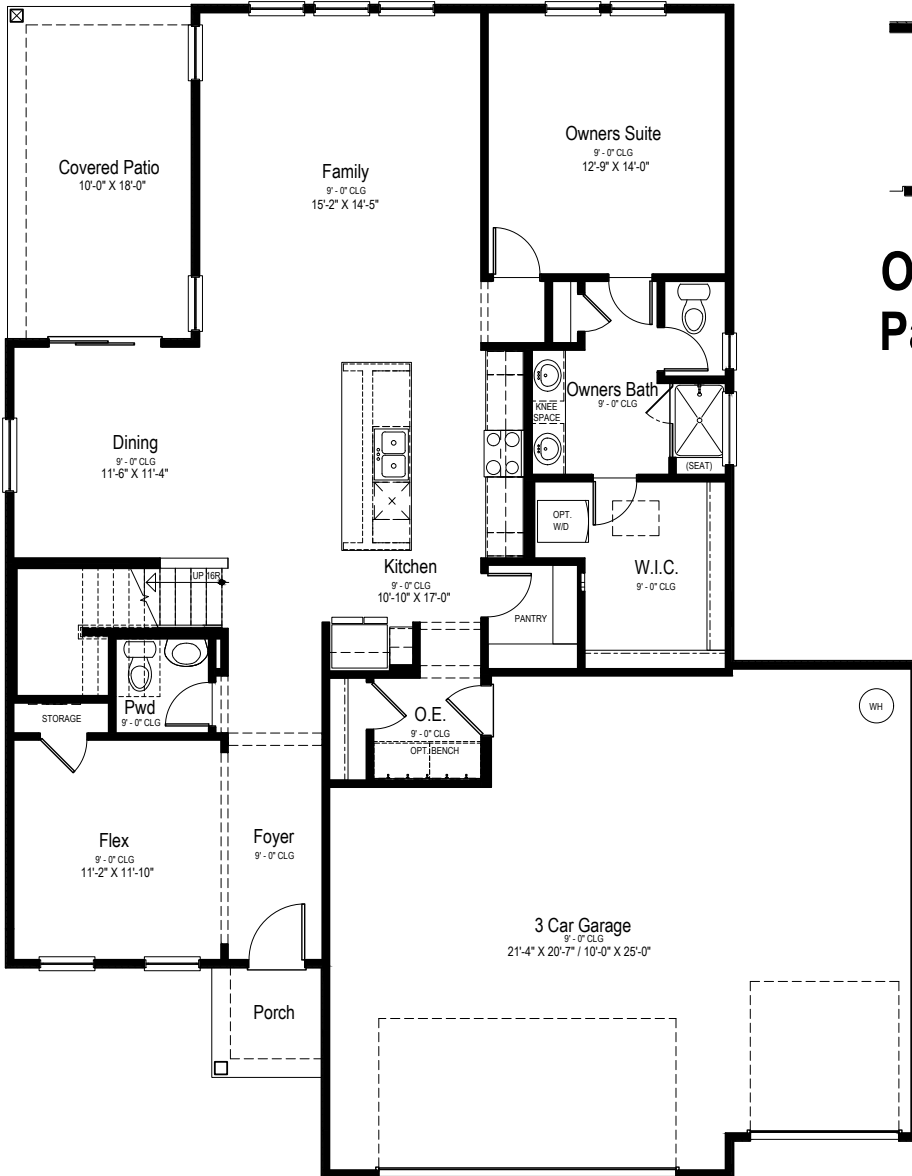 Covered Patio
10'-0" X 18'-0"
Family
9' - 0" CLG
15'-2" X 14'-5"
Owners Suite
9' - 0" CLG
12'-9" X 14'-0"
O
Pa
Owners Bath
9' - 0" CLG
KNEE
SPACE
(SEAT)
Dining
9' - 0" CLG
11'-6" X 11'-4"
OPT.
W/D
W.I.C.
9' - 0" CLG
Kitchen
9' - 0" CLG
10'-10" X 17'-0"
UP 16R
PANTRY
Pwd
9' - 0" CLG
STORAGE
O.E.
9' - 0" CLG
OPT. BENCH
WH
Flex
9' - 0" CLG
11'-2" X 11'-10"
Foyer
9' - 0" CLG
3 Car Garage
9' - 0" CLG
21'-4" X 20'-7" / 10'-0" X 25'-0"
Porch